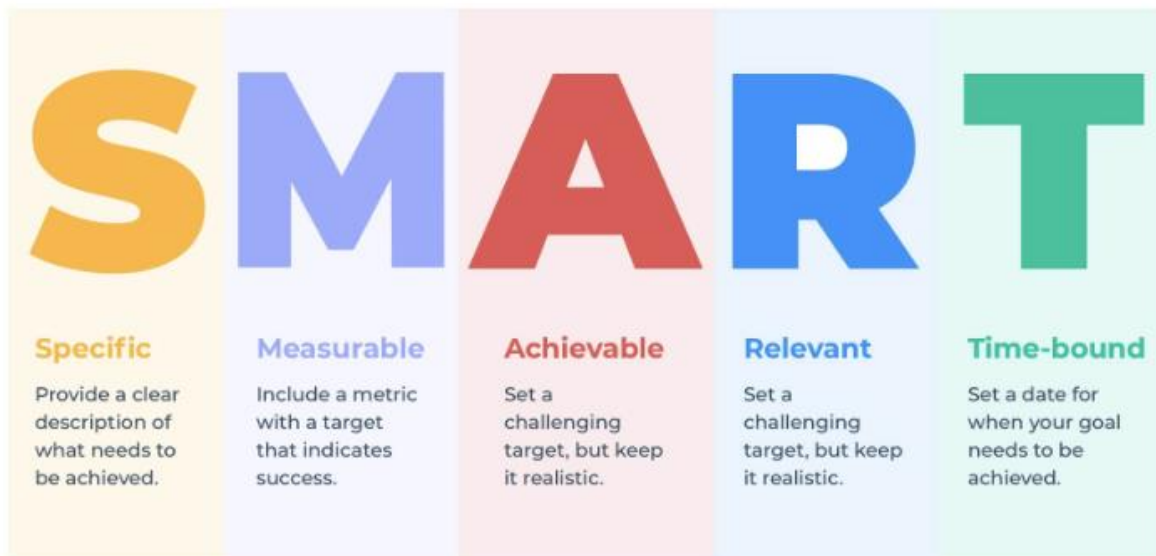 SMART
Specific
Provide a clear
description of
what needs to
be achieved.
Measurable
Include a metric
with a target
that indicates
success.
Achievable
Set a
challenging
target, but keep
it realistic.
Relevant
Set a
challenging
target, but keep
it realistic.
Time-bound
Set a date for
when your goal
needs to be
achieved.